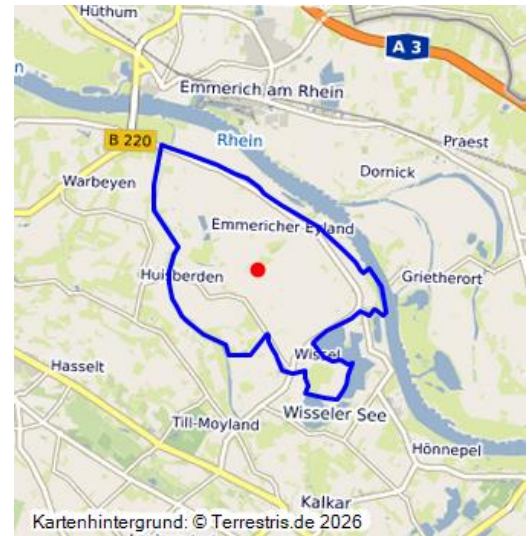 Hüthum
A 3
Emmerich am Rhein
B 220
Rhein
Praest
Dornick
Warbeyen
Emmericher Eyland
Huisberden
Grietherort
Wissel
Hasselt
Wisseler See
Till-Moyland
Hönnepel
Kalkar
Kartenhintergrund: © Terrestris.de 2026